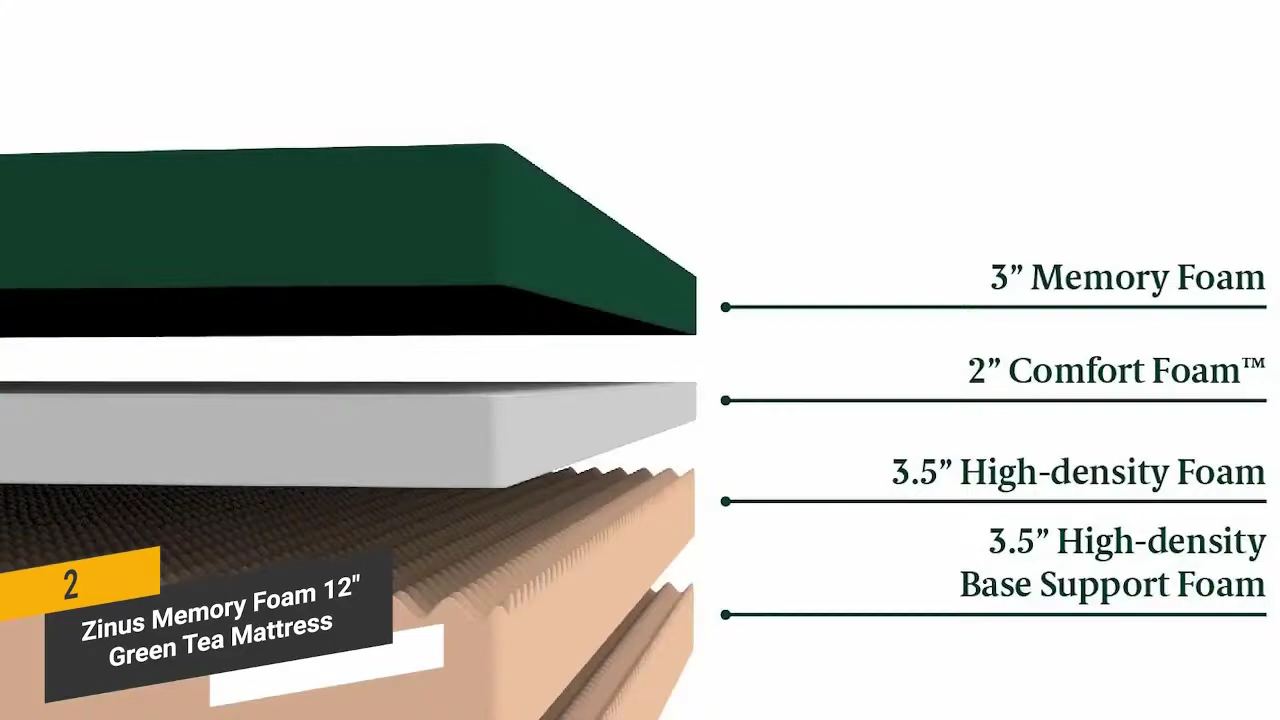 3” Memory Foam
2” Comfort Foam™
3.5” High-density Foam
3.5” High-density
Base Support Foam
2
Zinus Memory Foam 12"
Green Tea Mattress